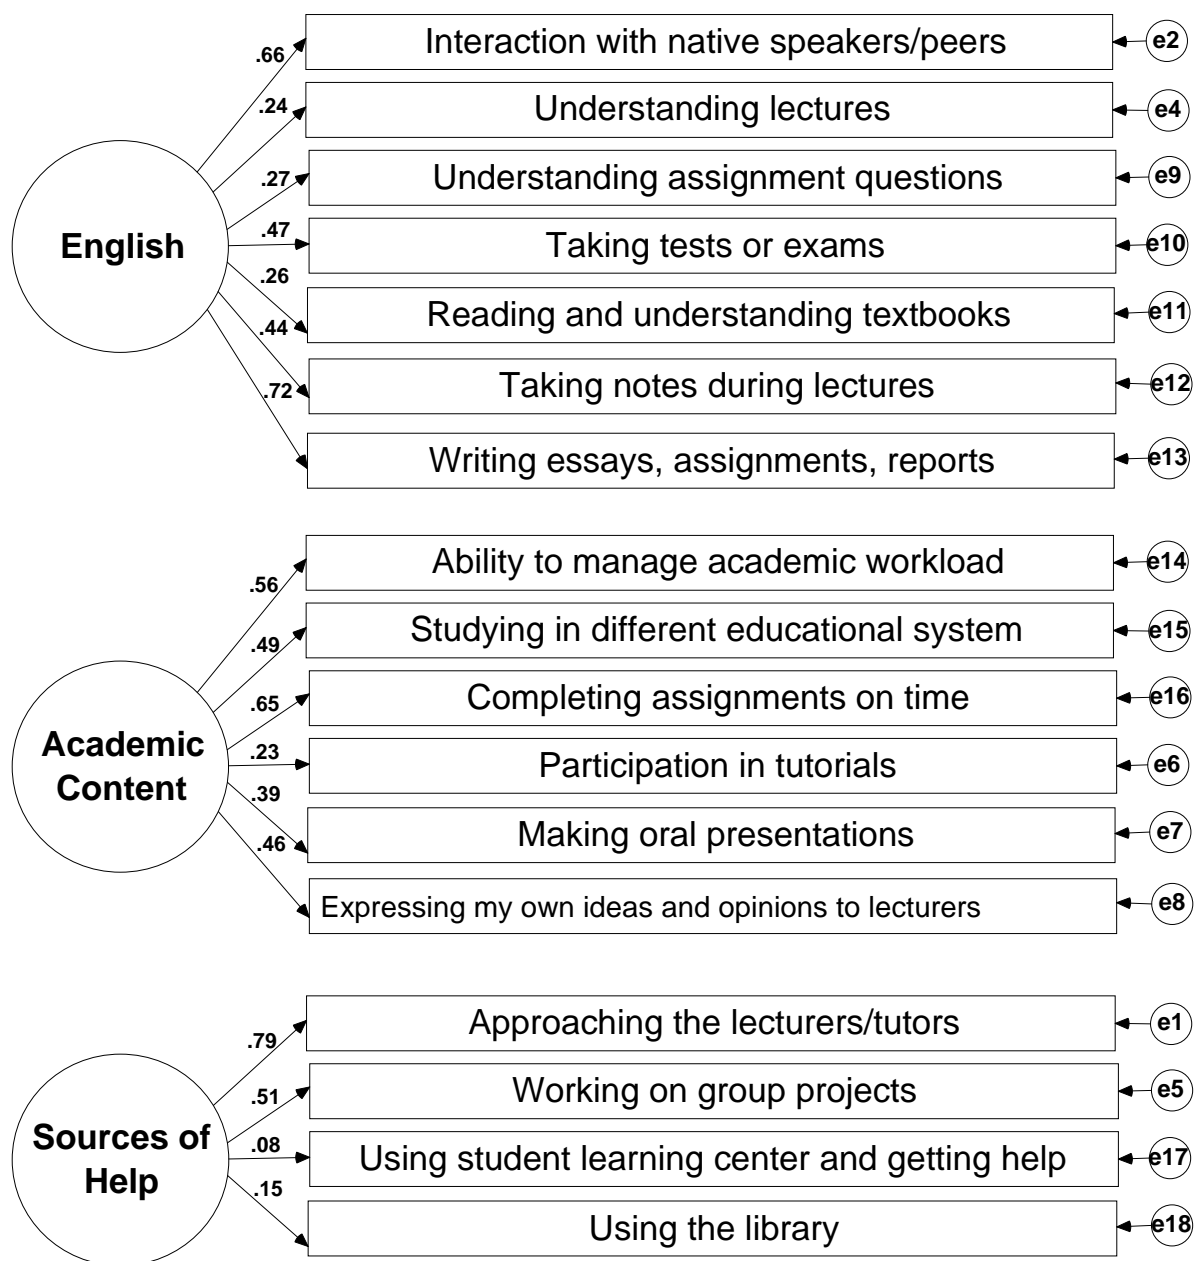 .66
Interaction with native speakers/peers
e2
.24
Understanding lectures
e4
.27
Understanding assignment questions
e9
English
.47
Taking tests or exams
e10
.26
Reading and understanding textbooks
e11
.44
Taking notes during lectures
e12
.72
Writing essays, assignments, reports
e13
.56
Ability to manage academic workload
e14
.49
Studying in different educational system
e15
.65
Completing assignments on time
e16
Academic
Content
.23
Participation in tutorials
e6
.39
Making oral presentations
e7
.46
Expressing my own ideas and opinions to lecturers
e8
.79
Approaching the lecturers/tutors
e1
.51
Working on group projects
e5
Sources of
Help
.08
Using student learning center and getting help
e17
.15
Using the library
e18